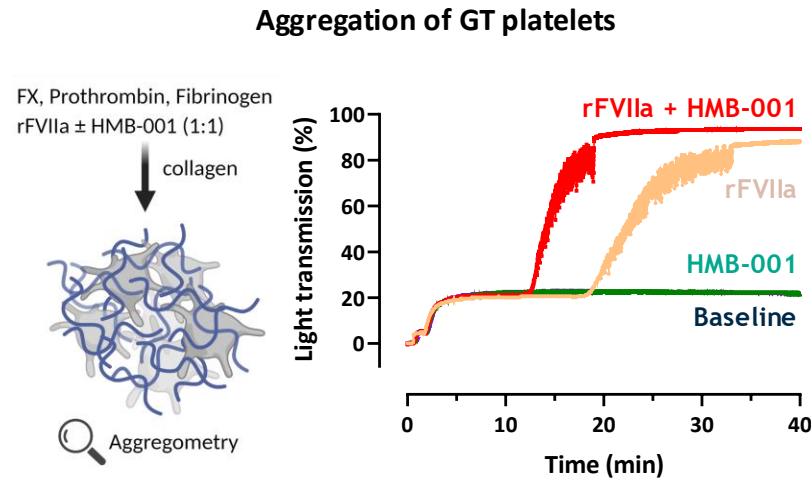 Aggregation of GT platelets
FX, Prothrombin, Fibrinogen
rFVIIa ± HMB-001 (1:1)
collagen
Aggregometry
Light transmission (%)
100
80
60
40
20
0
rFVIIa + HMB-001
rFVIIa
HMB-001
Baseline
0
10
20
30
40
Time (min)